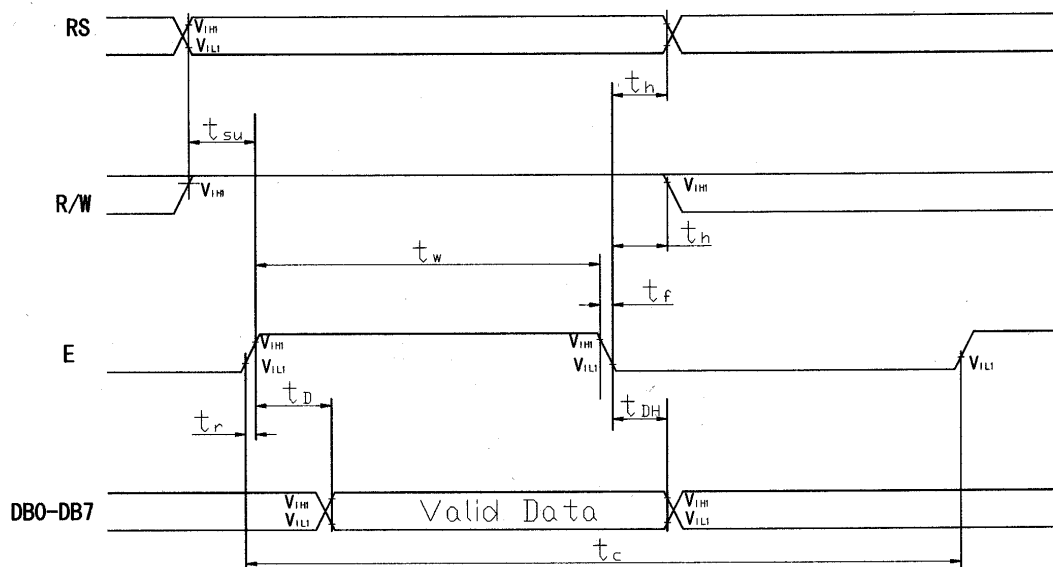 RS
VIH1
VIL1
th
tsu
R/W
VIH1
VIH1
th
tw
tf
E
VIH1
VIL1
VIH1
VIL1
VIL1
tD
tDH
tr
DB0-DB7
VIH1
VIL1
Valid Data
VIH1
VIL1
tc